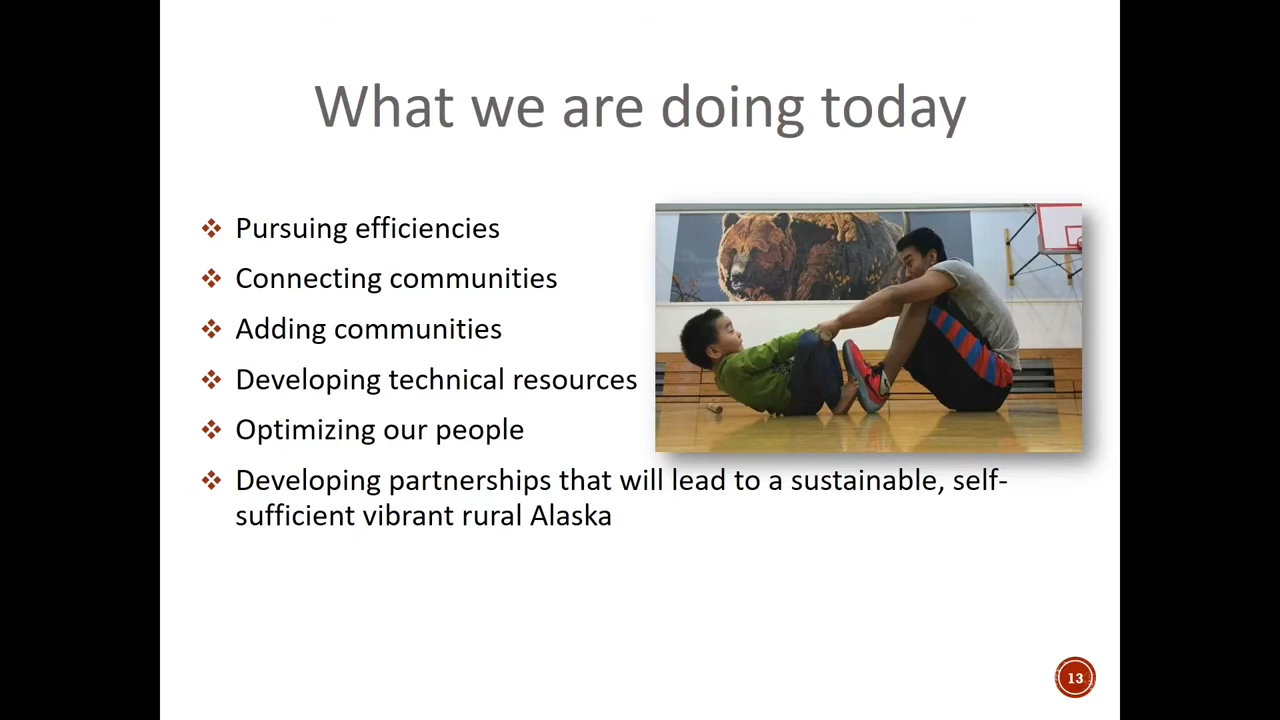 What we are doing today
Pursuing efficiencies
Connecting communities
Adding communities
Developing technical resources
Optimizing our people
Developing partnerships that will lead to a sustainable, self-
sufficient vibrant rural Alaska
13